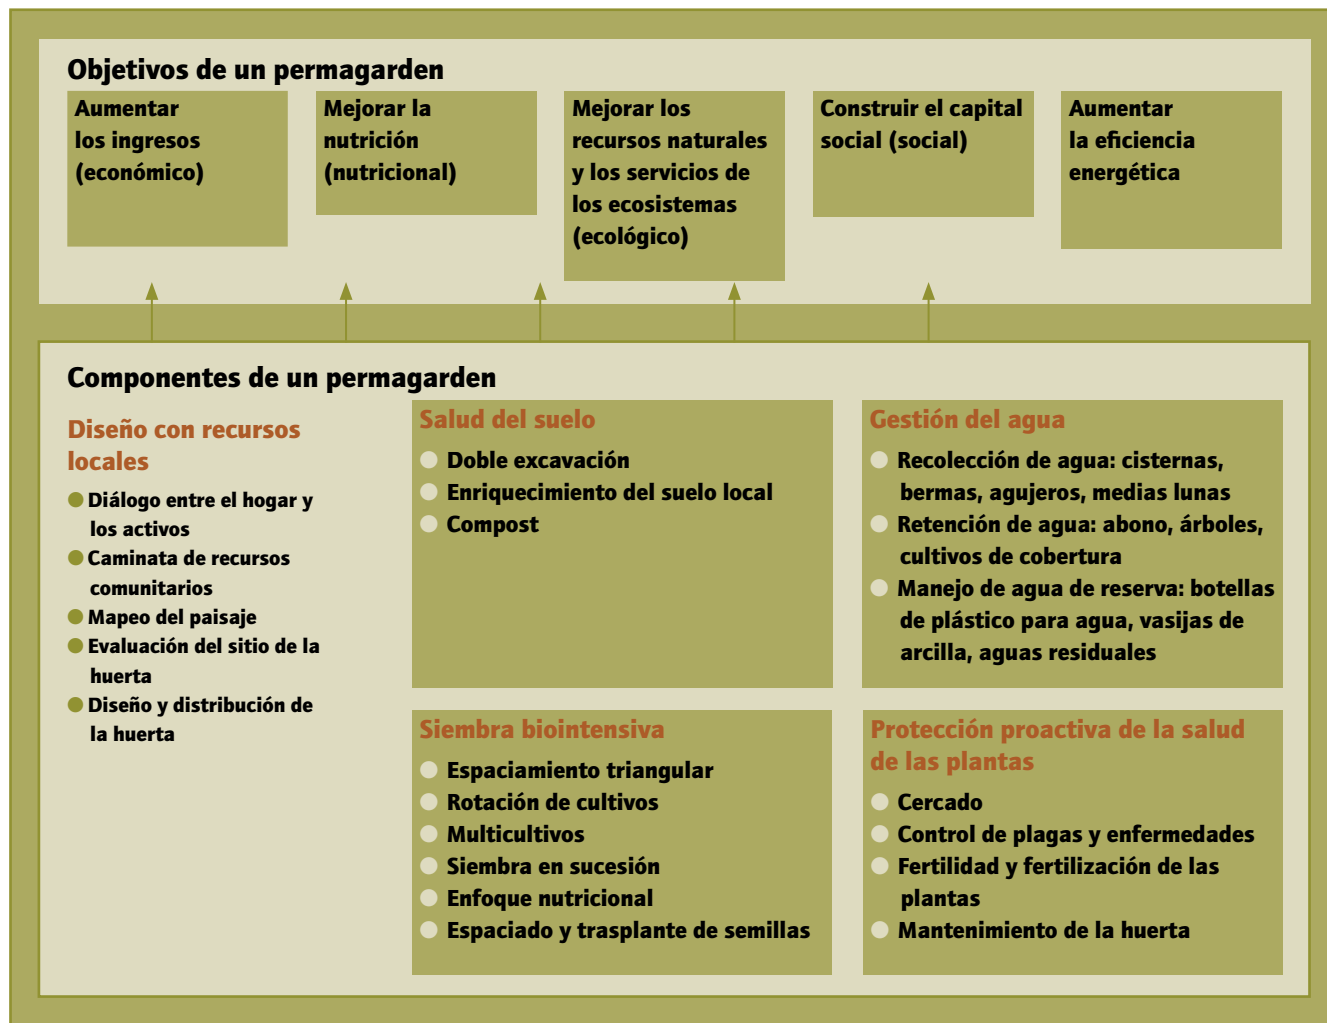 Objetivos de un permagarden
Aumentar
los ingresos
(económico)
Mejorar la
nutrición
(nutricional)
Mejorar los
recursos naturales
y los servicios de
los ecosistemas
(ecológico)
Construir el capital
social (social)
Aumentar
la eficiencia
energética
Componentes de un permagarden
Diseño con recursos
locales
Diálogo entre el hogar y
los activos
Caminata de recursos
comunitarios
Mapeo del paisaje
Evaluación del sitio de la
huerta
Diseño y distribución de
la huerta
Salud del suelo
Doble excavación
Enriquecimiento del suelo local
Compost
Gestión del agua
Recolección de agua: cisternas,
bermas, agujeros, medias lunas
Retención de agua: abono, árboles,
cultivos de cobertura
Manejo de agua de reserva: botellas
de plástico para agua, vasijas de
arcilla, aguas residuales
Siembra biointensiva
Espaciamiento triangular
Rotación de cultivos
Multicultivos
Siembra en sucesión
Enfoque nutricional
Espaciado y trasplante de semillas
Protección proactiva de la salud
de las plantas
Cercado
Control de plagas y enfermedades
Fertilidad y fertilización de las
plantas
Mantenimiento de la huerta